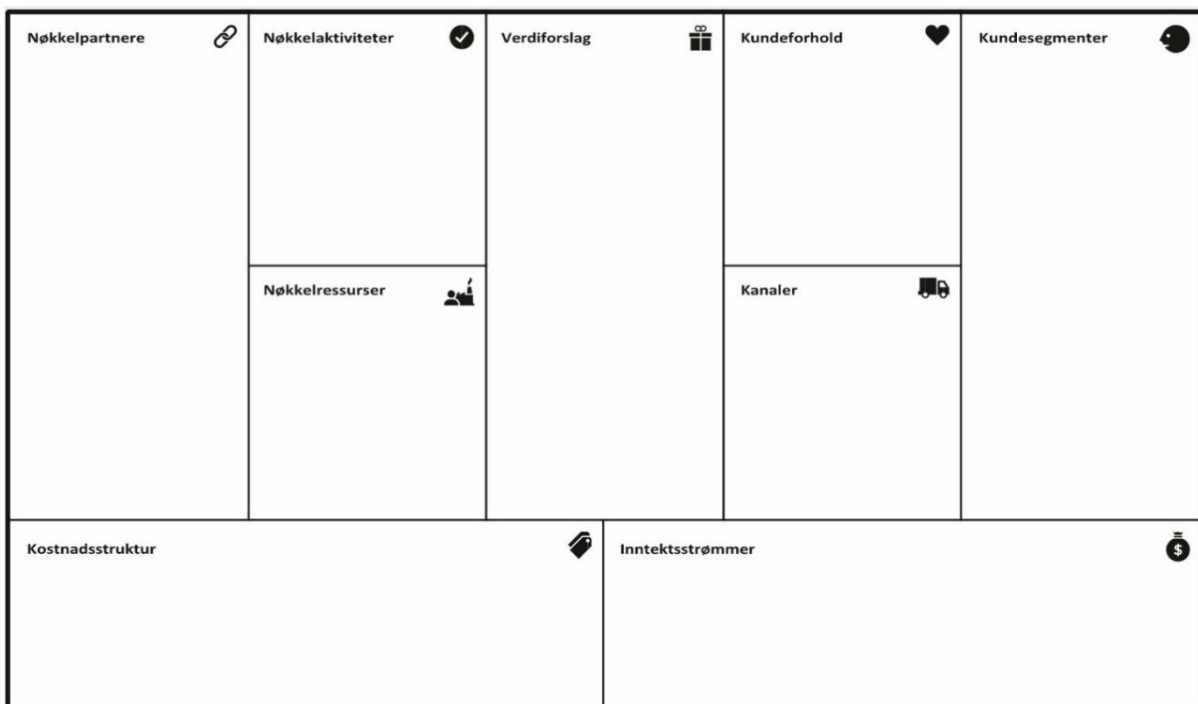 Nøkkelpartnere
Nøkkelaktiviteter
Verdiforslag
Kundeforhold
Kundesegmenter
Nøkkelressurser
Kanaler
Kostnadsstruktur
Inntektsstrømmer
$